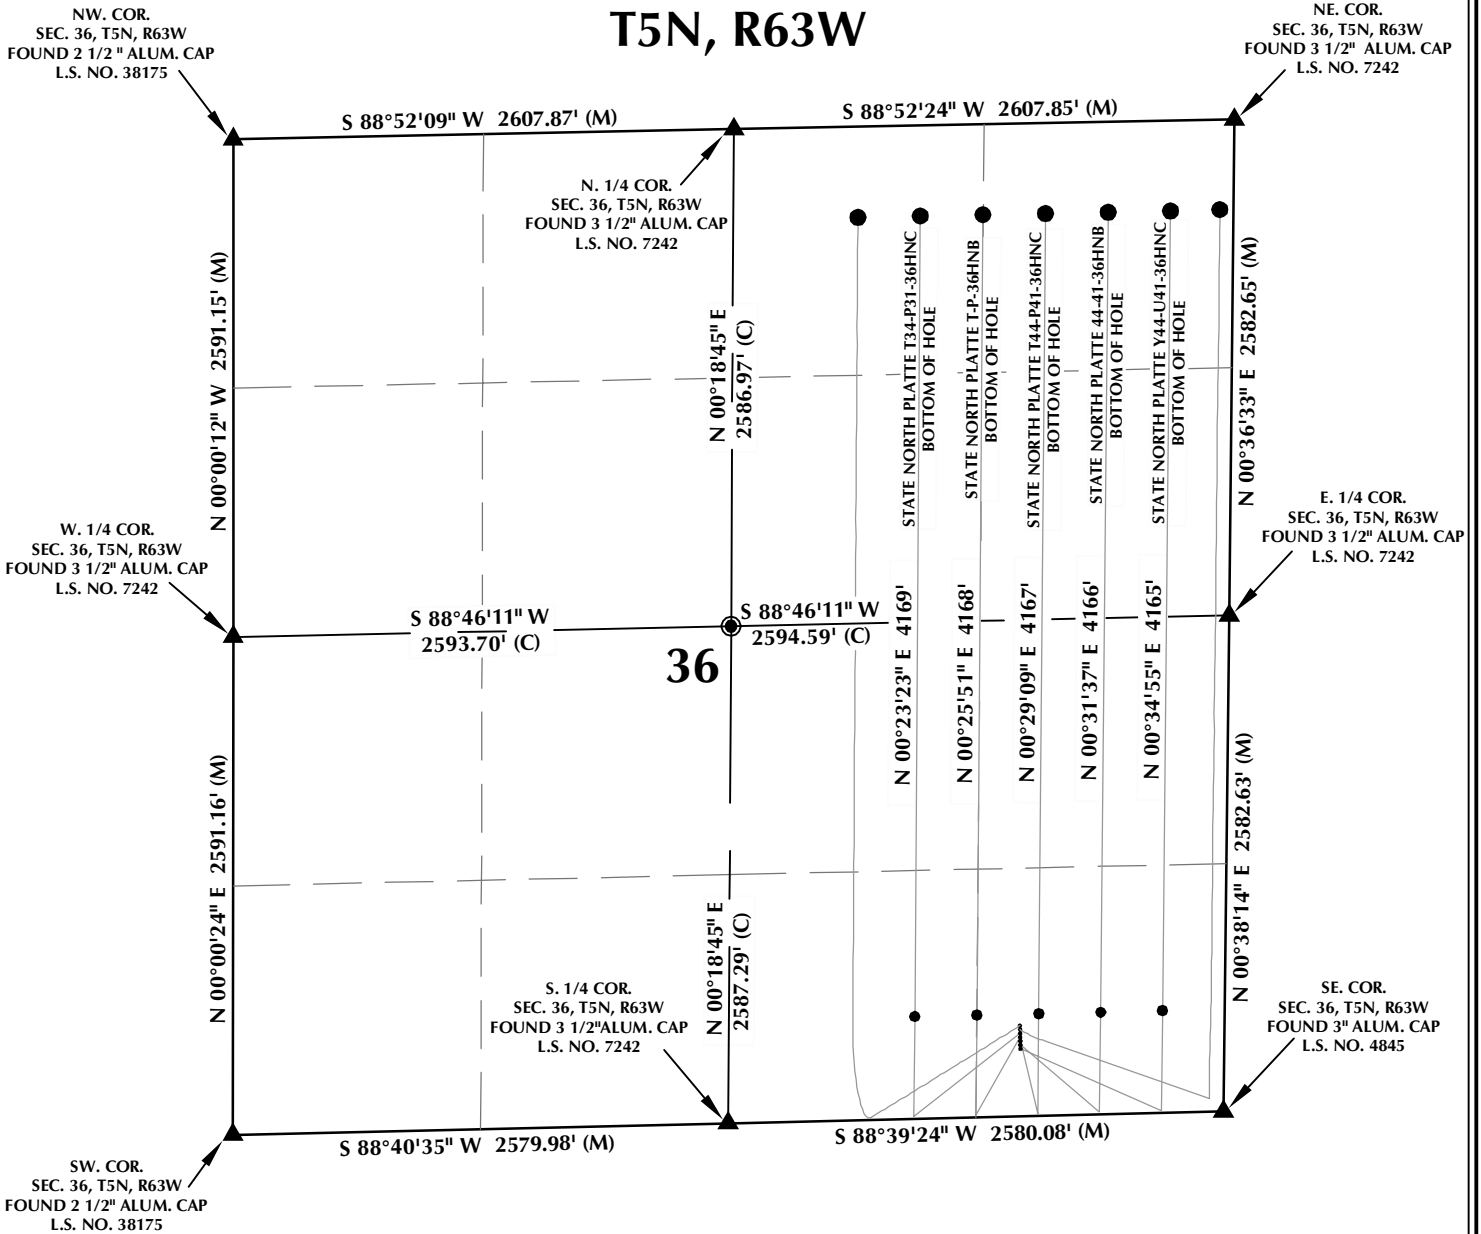 T5N, R63W
NW. COR.
SEC. 36, T5N, R63W
FOUND 2 1/2 " ALUM. CAP
L.S. NO. 38175
NE. COR.
SEC. 36, T5N, R63W
FOUND 3 1/2" ALUM. CAP
L.S. NO. 7242
S 88°52'09" W 2607.87' (M)
S 88°52'24" W 2607.85' (M)
N. 1/4 COR.
SEC. 36, T5N, R63W
FOUND 3 1/2" ALUM. CAP
L.S. NO. 7242
N 00°00'12" W 2591.15' (M)
N 00°18'45" E
2586.97' (C)
STATE NORTH PLATTE T34-P31-36HNC
BOTTOM OF HOLE
STATE NORTH PLATTE T-P-36HNB
BOTTOM OF HOLE
STATE NORTH PLATTE T44-P41-36HNC
BOTTOM OF HOLE
STATE NORTH PLATTE 44-41-36HNB
BOTTOM OF HOLE
STATE NORTH PLATTE Y44-U41-36HNC
BOTTOM OF HOLE
N 00°36'33" E 2582.65' (M)
W. 1/4 COR.
SEC. 36, T5N, R63W
FOUND 3 1/2" ALUM. CAP
L.S. NO. 7242
E. 1/4 COR.
SEC. 36, T5N, R63W
FOUND 3 1/2" ALUM. CAP
L.S. NO. 7242
S 88°46'11" W
2593.70' (C)
S 88°46'11" W
2594.59' (C)
36
N 00°23'23" E 4169'
N 00°25'51" E 4168'
N 00°29'09" E 4167'
N 00°31'37" E 4166'
N 00°34'55" E 4165'
N 00°00'24" E 2591.16' (M)
N 00°18'45" E
2587.29' (C)
N 00°38'14" E 2582.63' (M)
S. 1/4 COR.
SEC. 36, T5N, R63W
FOUND 3 1/2"ALUM. CAP
L.S. NO. 7242
SE. COR.
SEC. 36, T5N, R63W
FOUND 3" ALUM. CAP
L.S. NO. 4845
S 88°40'35" W 2579.98' (M)
S 88°39'24" W 2580.08' (M)
SW. COR.
SEC. 36, T5N, R63W
FOUND 2 1/2" ALUM. CAP
L.S. NO. 38175